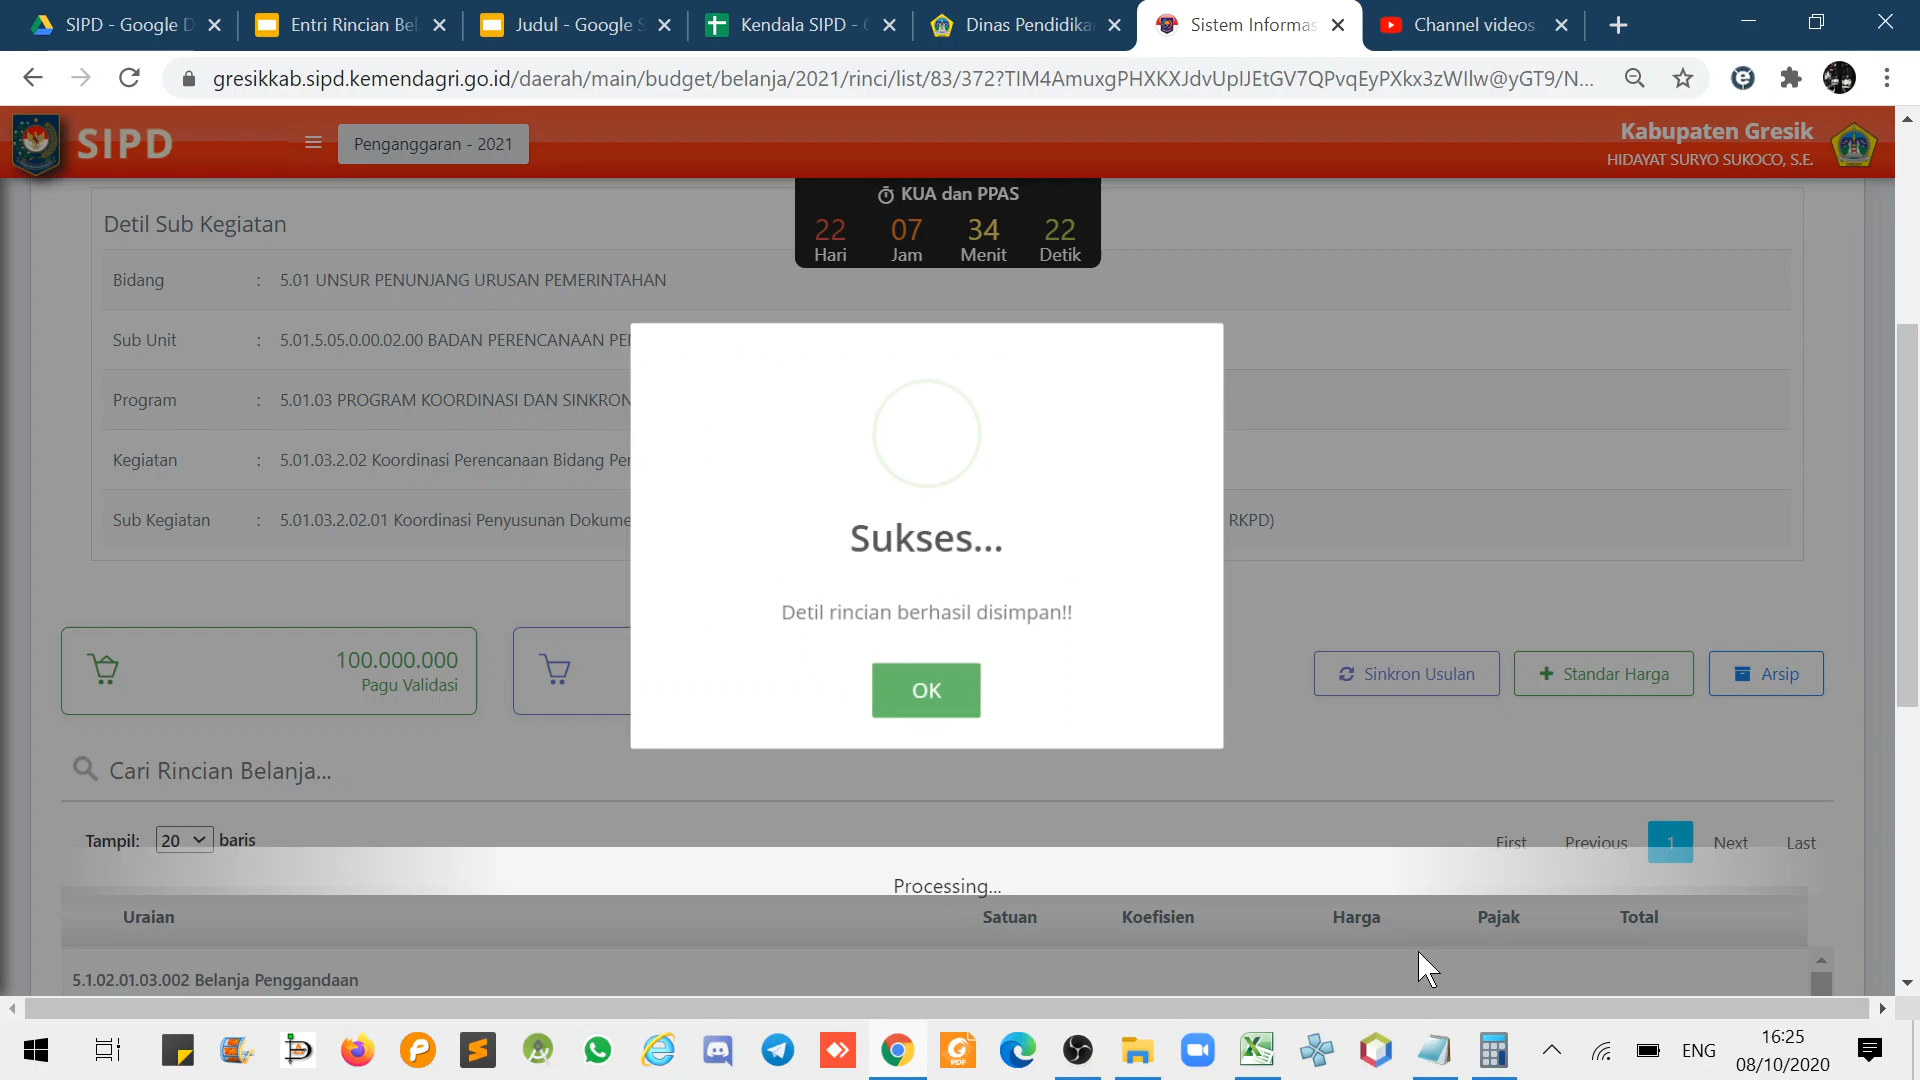 SIPD - Google D
Entri Rincian Bel
Judul - Google S
Kendala SIPD - G
Dinas Pendidika
Sistem Informas
Channel videos
gresikkab.sipd.kemendagri.go.id/daerah/main/budget/belanja/2021/rinci/list/83/372?TIM4AmuxgPHXKXJdvUpIJEtGV7QPvqEyPXkx3zWIlw@yGT9/N...
SIPD
Penganggaran - 2021
Kabupaten Gresik
HIDAYAT SURYO SUKOCO, S.E.
KUA dan PPAS
22 07 34 22
Hari Jam Menit Detik
Detil Sub Kegiatan
Bidang : 5.01 UNSUR PENUNJANG URUSAN PEMERINTAHAN
Sub Unit : 5.01.5.05.0.00.02.00 BADAN PERENCANAAN PE
Program : 5.01.03 PROGRAM KOORDINASI DAN SINKRON
Kegiatan : 5.01.03.2.02 Koordinasi Perencanaan Bidang Per
Sub Kegiatan : 5.01.03.2.02.01 Koordinasi Penyusunan Dokume RKPD)
Sukses...
Detil rincian berhasil disimpan!!
OK
100.000.000
Pagu Validasi
Sinkron Usulan
Standar Harga
Arsip
Cari Rincian Belanja...
Tampil: 20 baris
First Previous 1 Next Last
Processing...
Uraian Satuan Koefisien Harga Pajak Total
5.1.02.01.03.002 Belanja Penggandaan
ENG
16:25
08/10/2020